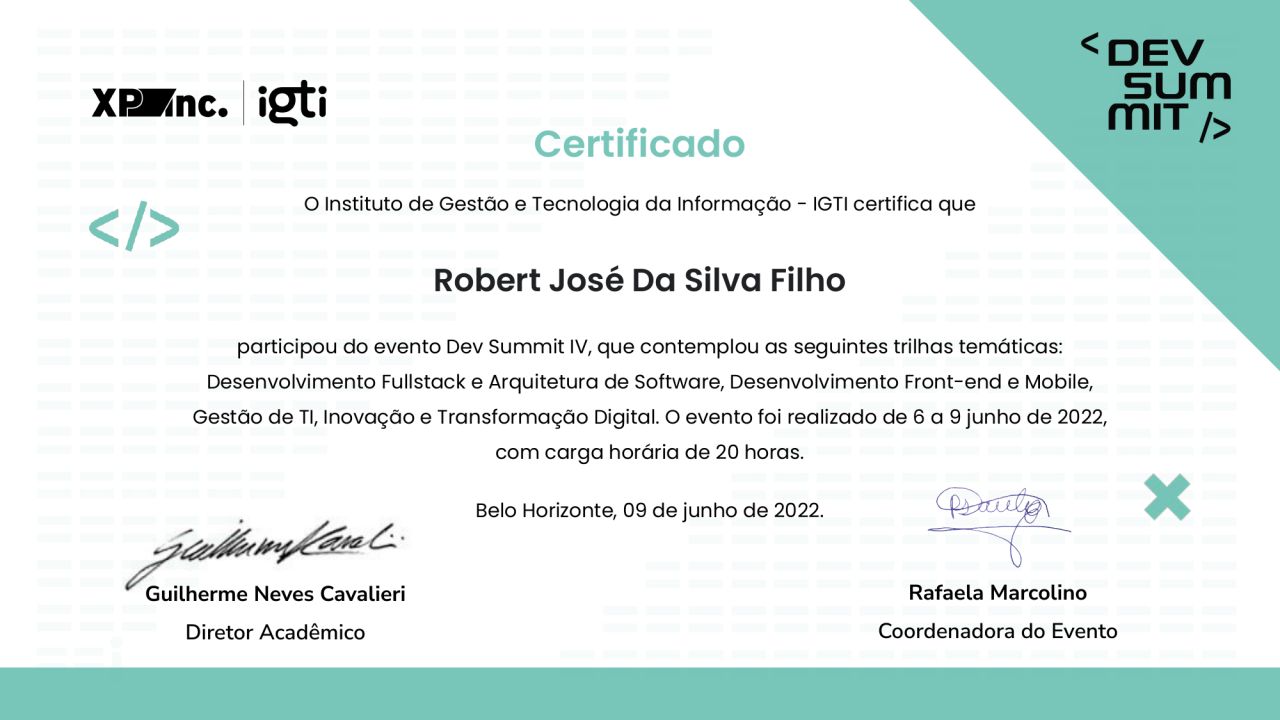 XP Inc. | igti
< DEV
SUM
MIT />
Certificado
O Instituto de Gestão e Tecnologia da Informação - IGTI certifica que
</>
Robert José Da Silva Filho
participou do evento Dev Summit IV, que contemplou as seguintes trilhas temáticas:
Desenvolvimento Fullstack e Arquitetura de Software, Desenvolvimento Front-end e Mobile,
Gestão de TI, Inovação e Transformação Digital. O evento foi realizado de 6 a 9 junho de 2022,
com carga horária de 20 horas.
Belo Horizonte, 09 de junho de 2022.
Guilherme Neves Cavalieri
Diretor Acadêmico
Rafaela Marcolino
Coordenadora do Evento